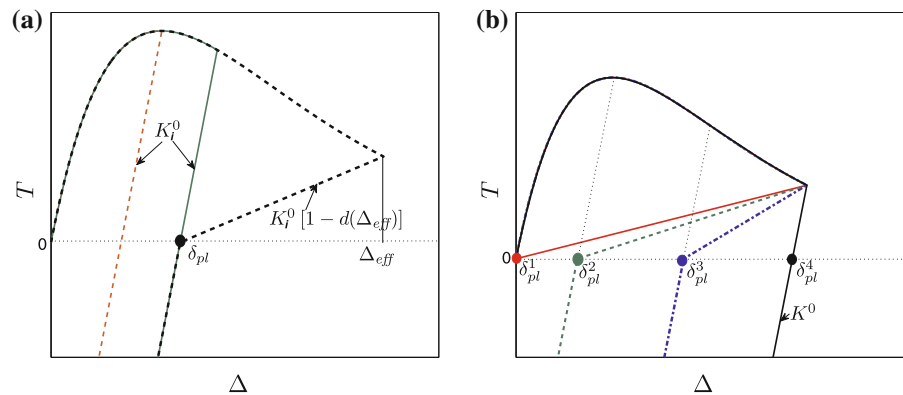 (a)
T
0
K_i^0
δ_pl
K_i^0 [1 − d(Δ_eff)]
Δ_eff
Δ
(b)
T
0
δ_pl^1
δ_pl^2
δ_pl^3
δ_pl^4
K^0
Δ